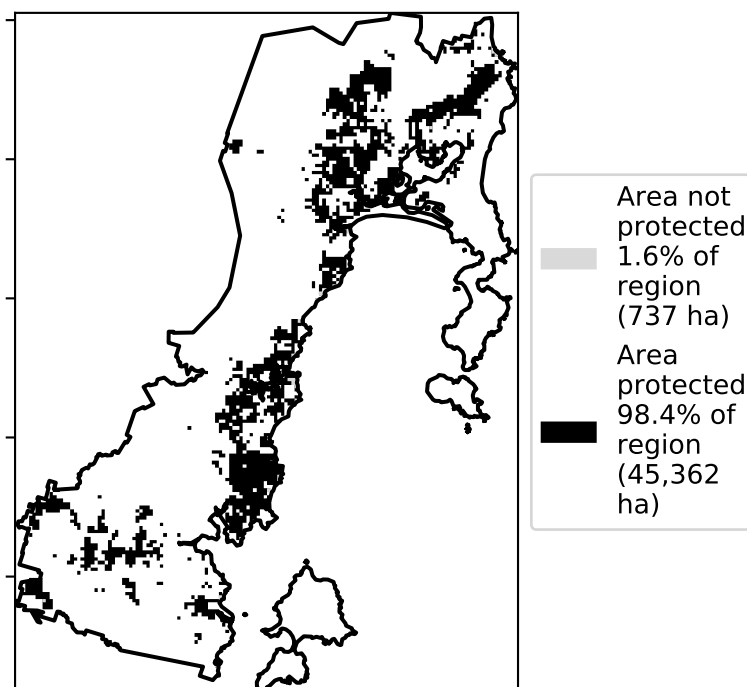 Area not
protected
1.6% of
region
(737 ha)
Area
protected
98.4% of
region
(45,362
ha)